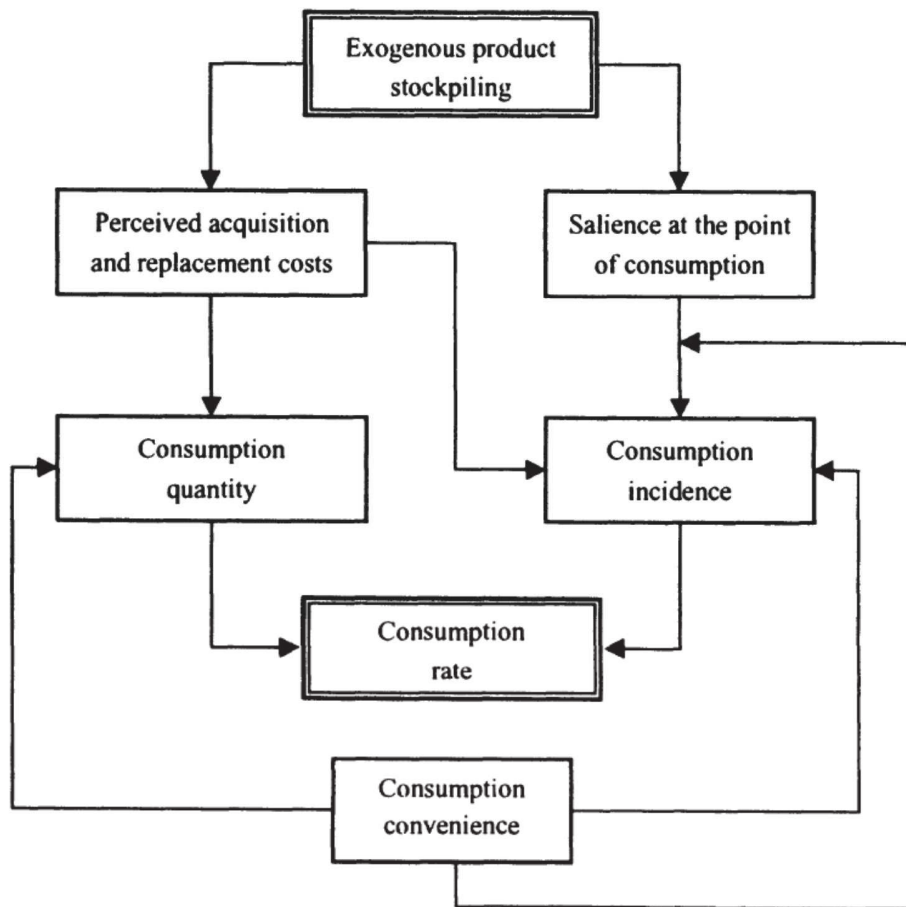 Exogenous product
stockpiling
Perceived acquisition
and replacement costs
Salience at the point
of consumption
Consumption
quantity
Consumption
incidence
Consumption
rate
Consumption
convenience